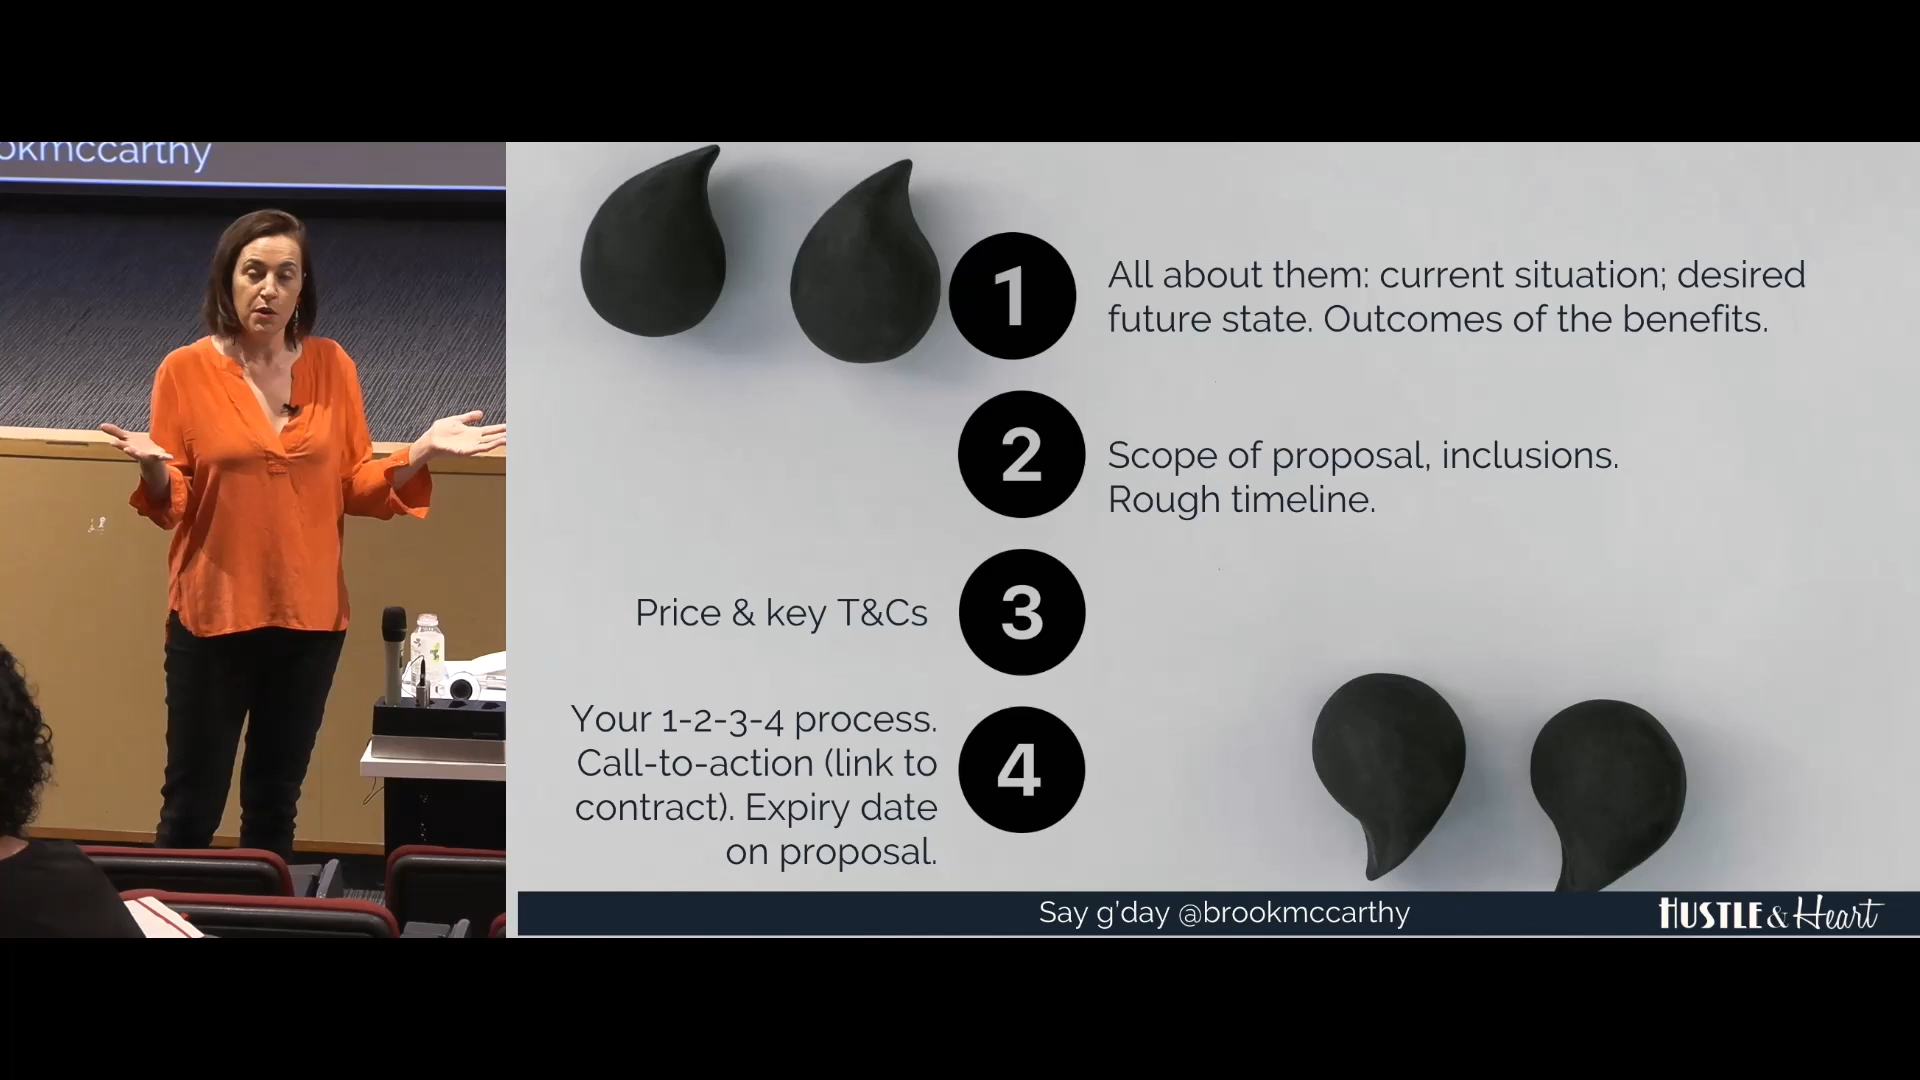 okmccarthy
1
All about them: current situation; desired
future state. Outcomes of the benefits.
2
Scope of proposal, inclusions.
Rough timeline.
Price & key T&Cs
3
Your 1-2-3-4 process.
Call-to-action (link to
contract). Expiry date
on proposal.
4
Say g'day @brookmccarthy
HUSTLE & Heart